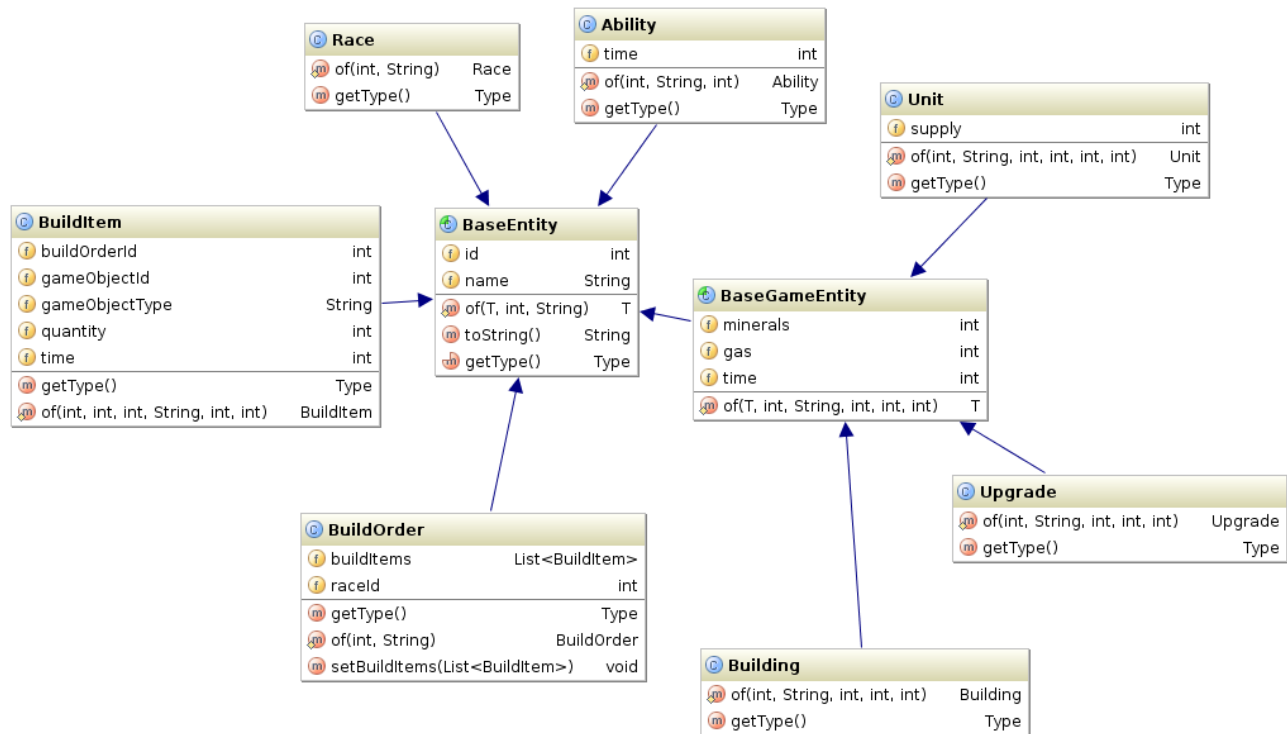 Race
of(int, String) Race
getType() Type
Ability
time int
of(int, String, int) Ability
getType() Type
Unit
supply int
of(int, String, int, int, int, int) Unit
getType() Type
BuildItem
buildOrderId int
gameObjectId int
gameObjectType String
quantity int
time int
getType() Type
of(int, int, int, String, int, int) BuildItem
BaseEntity
id int
name String
of(T, int, String) T
toString() String
getType() Type
BaseGameEntity
minerals int
gas int
time int
of(T, int, String, int, int, int) T
Upgrade
of(int, String, int, int, int) Upgrade
getType() Type
BuildOrder
buildItems List<BuildItem>
raceId int
getType() Type
of(int, String) BuildOrder
setBuildItems(List<BuildItem>) void
Building
of(int, String, int, int, int) Building
getType() Type